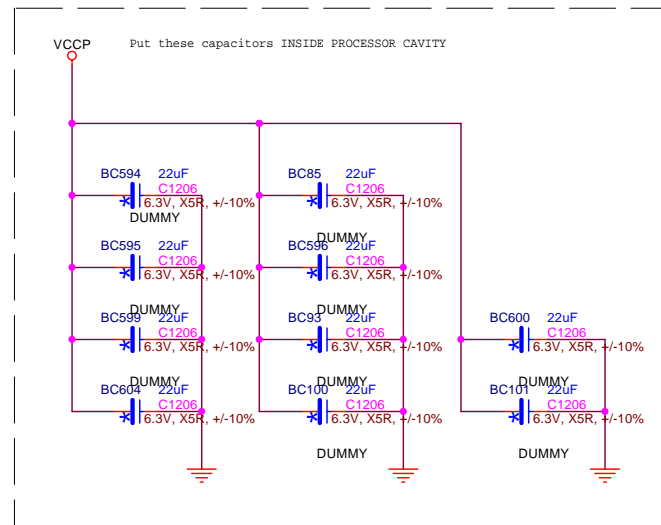 VCCP
Put these capacitors INSIDE PROCESSOR CAVITY
BC594 22uF
C1206
6.3V, X5R, +/-10%
DUMMY
BC595 22uF
C1206
6.3V, X5R, +/-10%
DUMMY
BC599 22uF
C1206
6.3V, X5R, +/-10%
DUMMY
BC604 22uF
C1206
6.3V, X5R, +/-10%
BC85 22uF
C1206
6.3V, X5R, +/-10%
DUMMY
BC596 22uF
C1206
6.3V, X5R, +/-10%
DUMMY
BC93 22uF
C1206
6.3V, X5R, +/-10%
DUMMY
BC100 22uF
C1206
6.3V, X5R, +/-10%
DUMMY
BC600 22uF
C1206
6.3V, X5R, +/-10%
DUMMY
BC101 22uF
C1206
6.3V, X5R, +/-10%
DUMMY